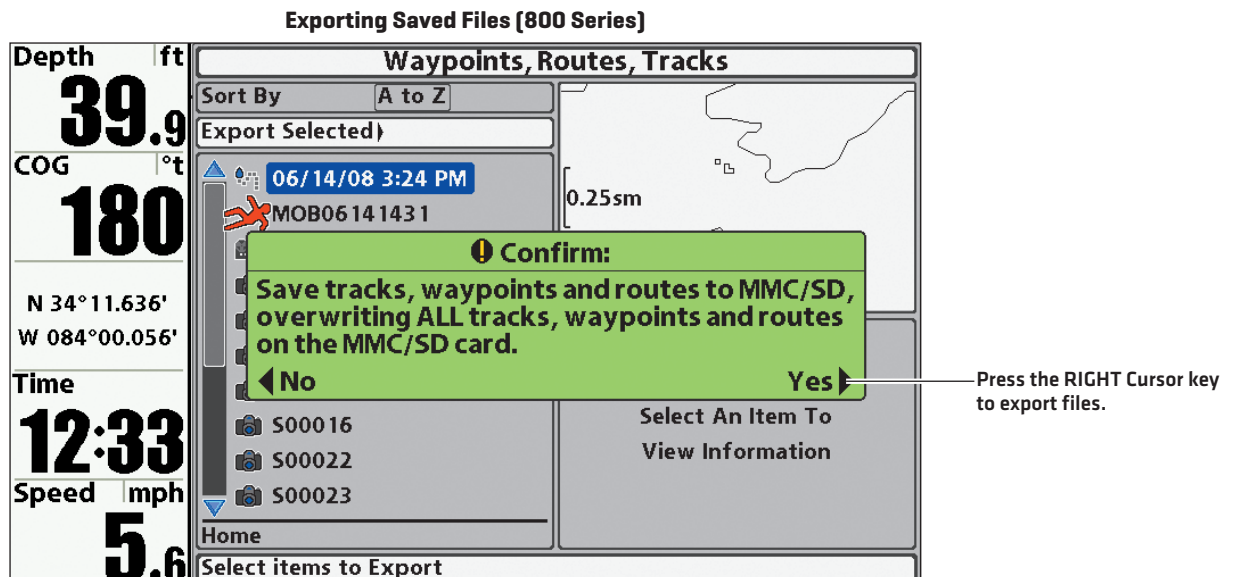 Exporting Saved Files (800 Series)
Depth ft
39.9
COG °t
180
N 34°11.636'
W 084°00.056'
Time
12:33
Speed mph
5.6
Waypoints, Routes, Tracks
Sort By A to Z
Export Selected
06/14/08 3:24 PM
MOB06141431
0.25sm
! Confirm:
Save tracks, waypoints and routes to MMC/SD,
overwriting ALL tracks, waypoints and routes
on the MMC/SD card.
No Yes
S00016
S00022
S00023
Home
Select items to Export
Select An Item To
View Information
Press the RIGHT Cursor key
to export files.